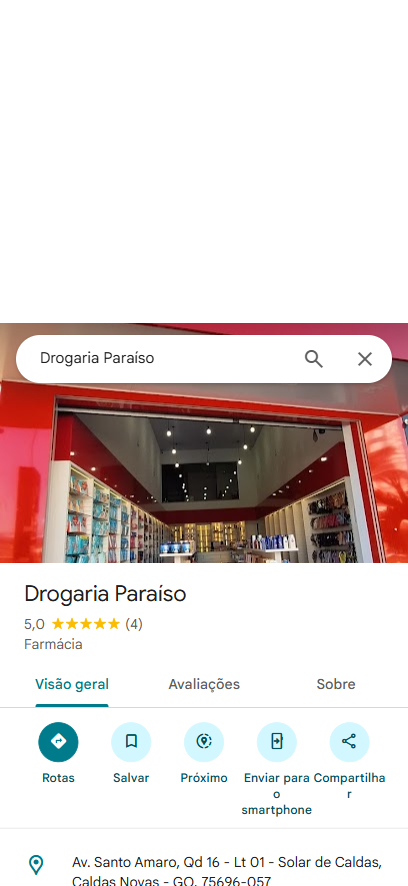 Drogaria Paraíso
Drogaria Paraíso
5,0 (4)
Farmácia
Visão geral
Avaliações
Sobre
Rotas
Salvar
Próximo
Enviar para
o
smartphone
Compartilha
r
Av. Santo Amaro, Qd 16 - Lt 01 - Solar de Caldas,
Caldas Novas - GO, 75696-057